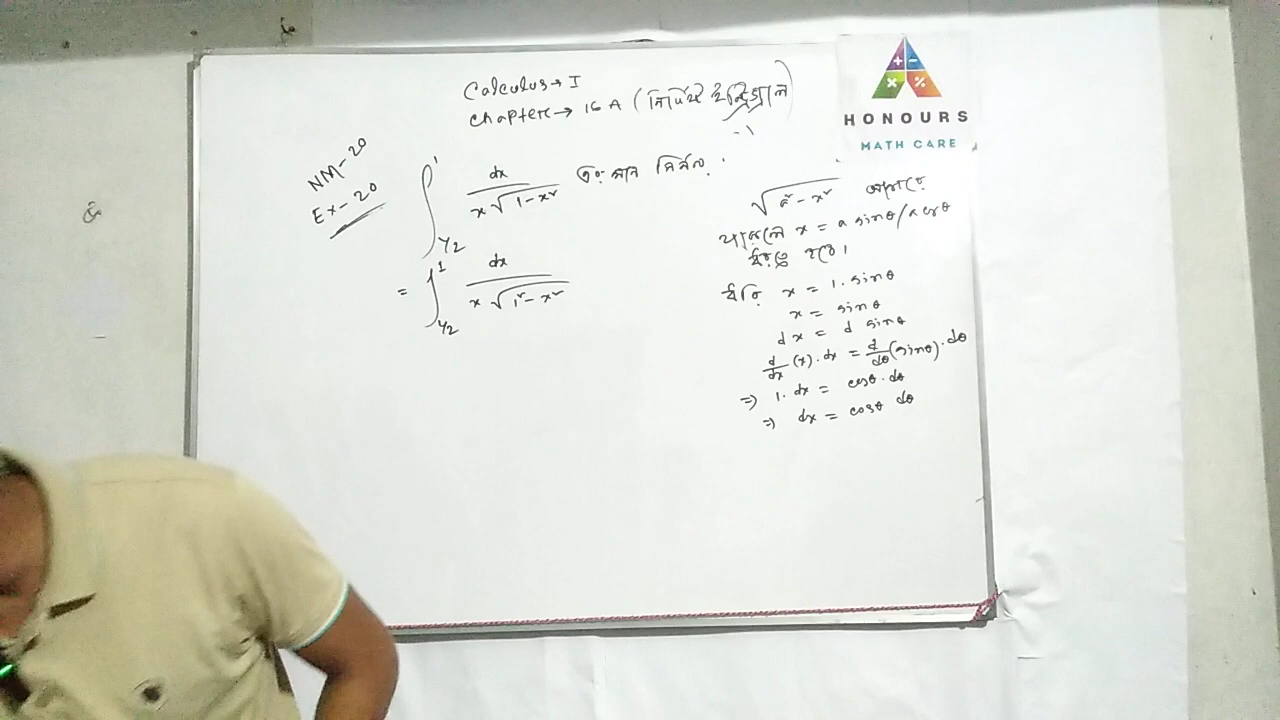 Calculus → I
Chapter → 16 A (নির্দিষ্ট ইন্টিগ্রাল) -1
HONOURS
MATH CARE
NM-20
Ex-20
∫_{1/2}^{1} dx / x√(1-x²) এর মান নির্ণয়.
= ∫_{1/2}^{1} dx / x√(1²-x²)
√(a²-x²) আকারে
থাকলে x = a sinθ/a cosθ
ধরতে হবে।
ধরি x = 1. sinθ
x = sinθ
dx = d sinθ
d/dx (x). dx = d/dθ (sinθ). dθ
⇒ 1. dx = cosθ. dθ
⇒ dx = cosθ dθ